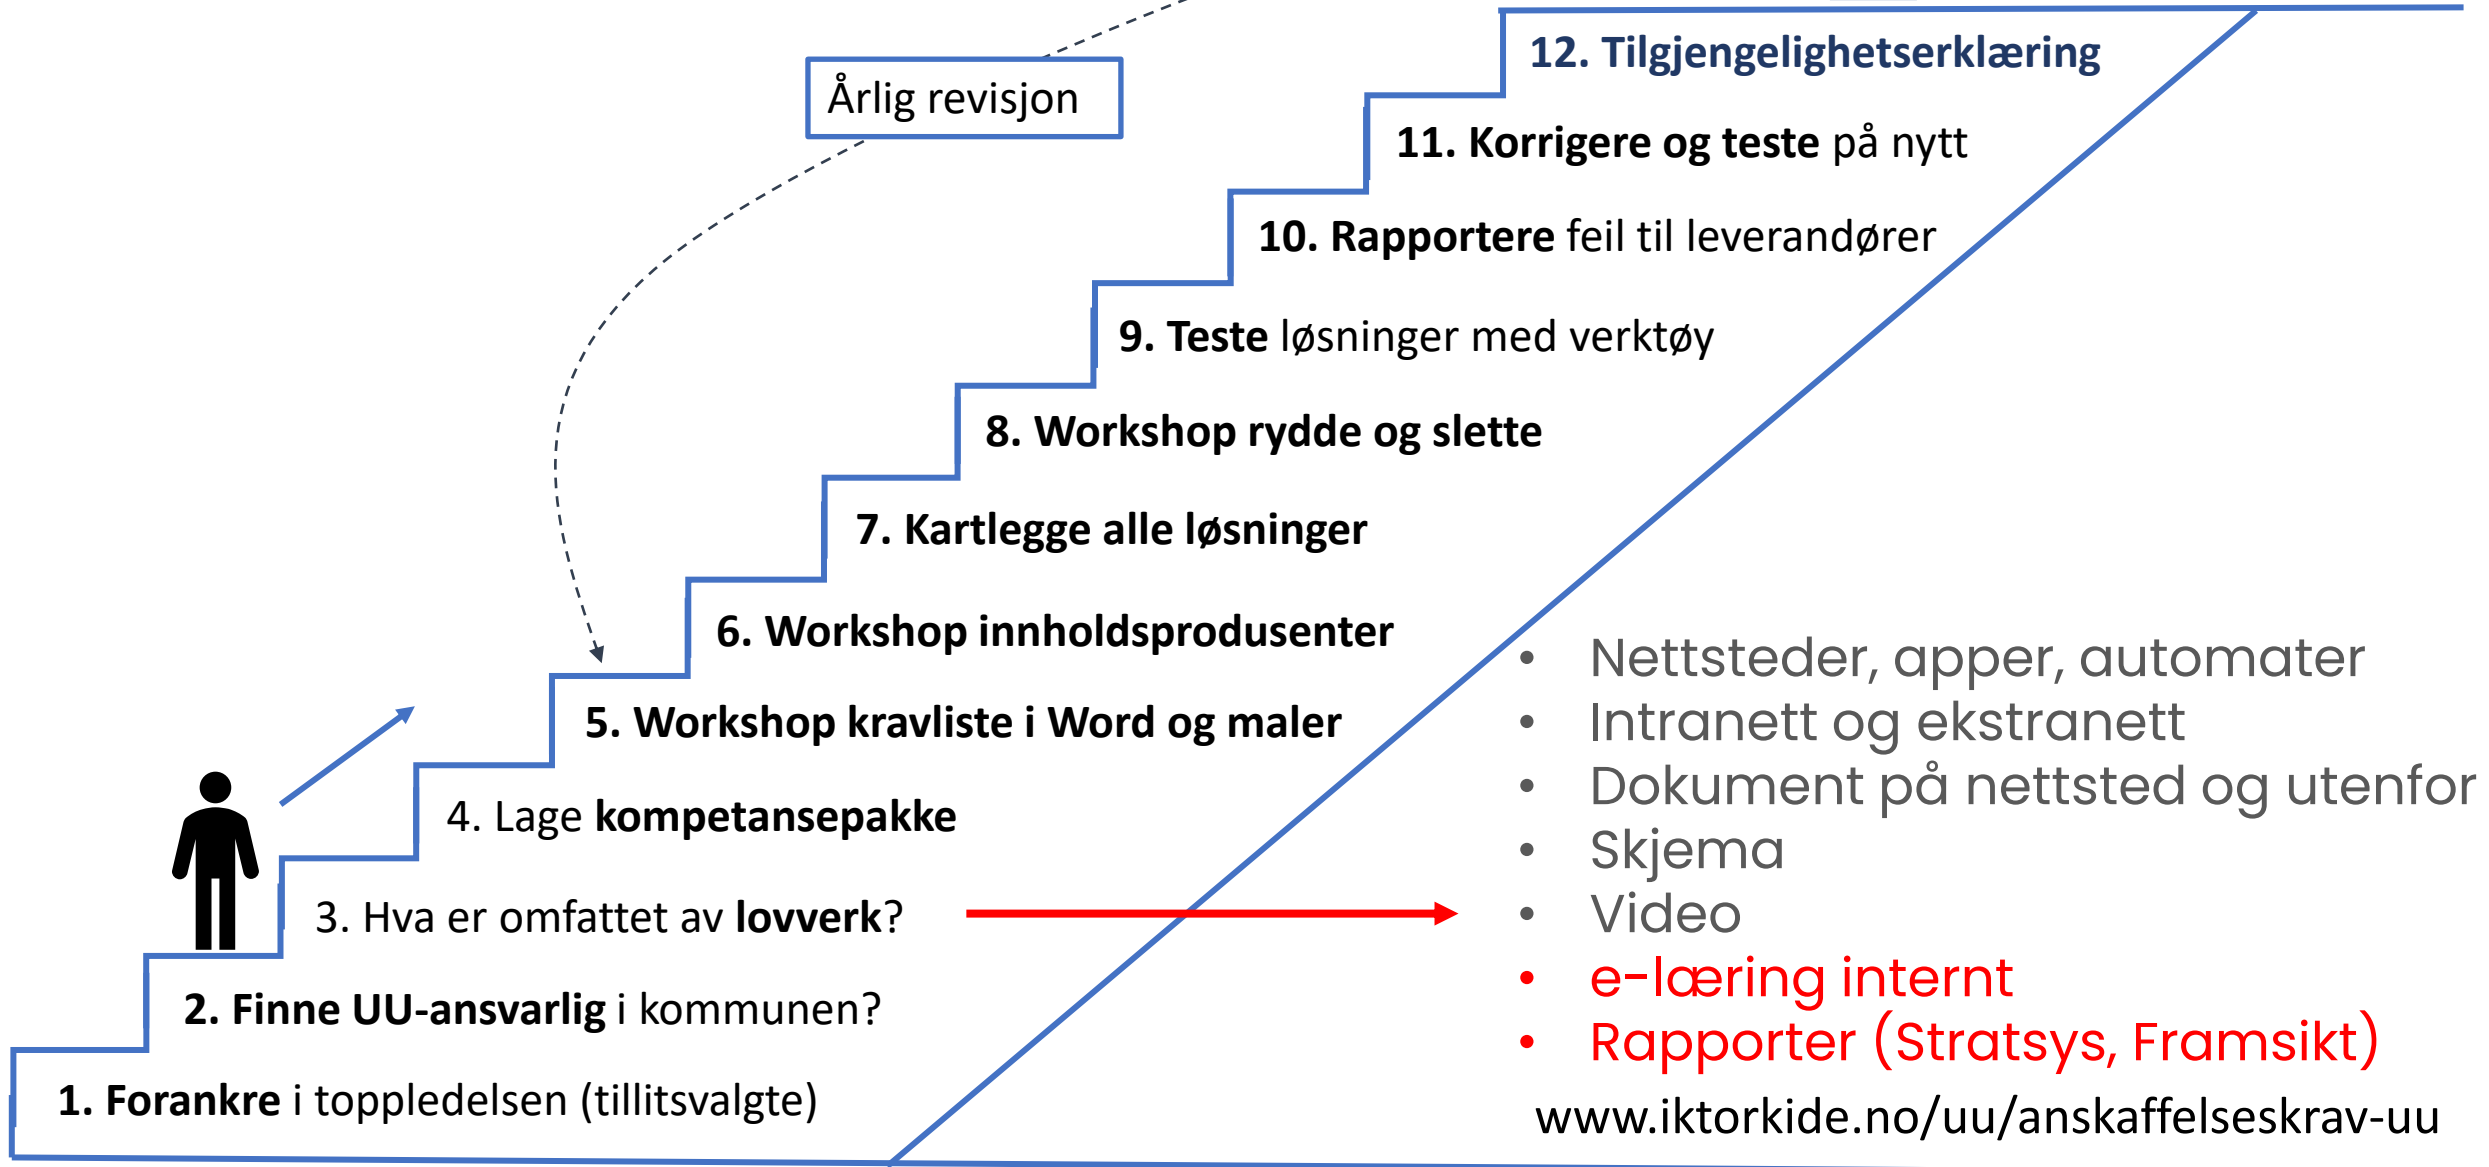 12. Tilgjengelighetserklæring
Årlig revisjon
11. Korrigere og teste på nytt
10. Rapportere feil til leverandører
9. Teste løsninger med verktøy
8. Workshop rydde og slette
7. Kartlegge alle løsninger
6. Workshop innholdsprodusenter
5. Workshop kravliste i Word og maler
4. Lage kompetansepakke
3. Hva er omfattet av lovverk?
2. Finne UU-ansvarlig i kommunen?
1. Forankre i toppledelsen (tillitsvalgte)
• Nettsteder, apper, automater
• Intranett og ekstranett
• Dokument på nettsted og utenfor
• Skjema
• Video
• e-læring internt
• Rapporter (Stratsys, Framsikt)
www.iktorkide.no/uu/anskaffelseskrav-uu